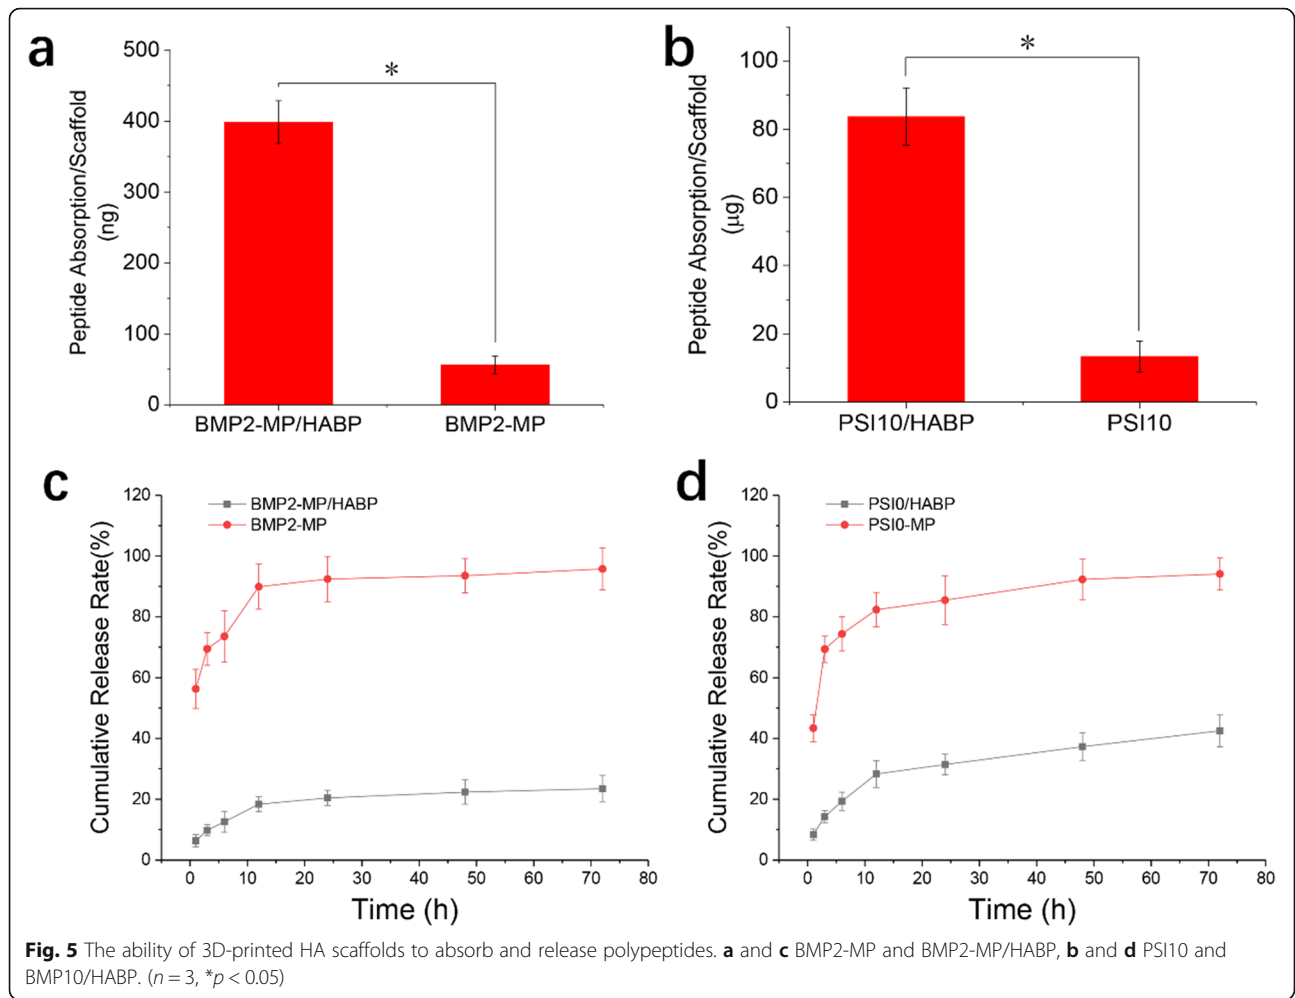 a
500
400
300
200
100
0
Peptide Absorption/Scaffold
(ng)
*
BMP2-MP/HABP
BMP2-MP
b
100
80
60
40
20
0
Peptide Absorption/Scaffold
(μg)
*
PSI10/HABP
PSI10
c
120
100
80
60
40
20
0
Cumulative Release Rate(%)
BMP2-MP/HABP
BMP2-MP
0 10 20 30 40 50 60 70 80
Time (h)
d
120
100
80
60
40
20
0
Cumulative Release Rate(%)
PSI0/HABP
PSI0-MP
0 10 20 30 40 50 60 70 80
Time (h)
Fig. 5 The ability of 3D-printed HA scaffolds to absorb and release polypeptides. a and c BMP2-MP and BMP2-MP/HABP, b and d PSI10 and
BMP10/HABP. (n = 3, *p < 0.05)